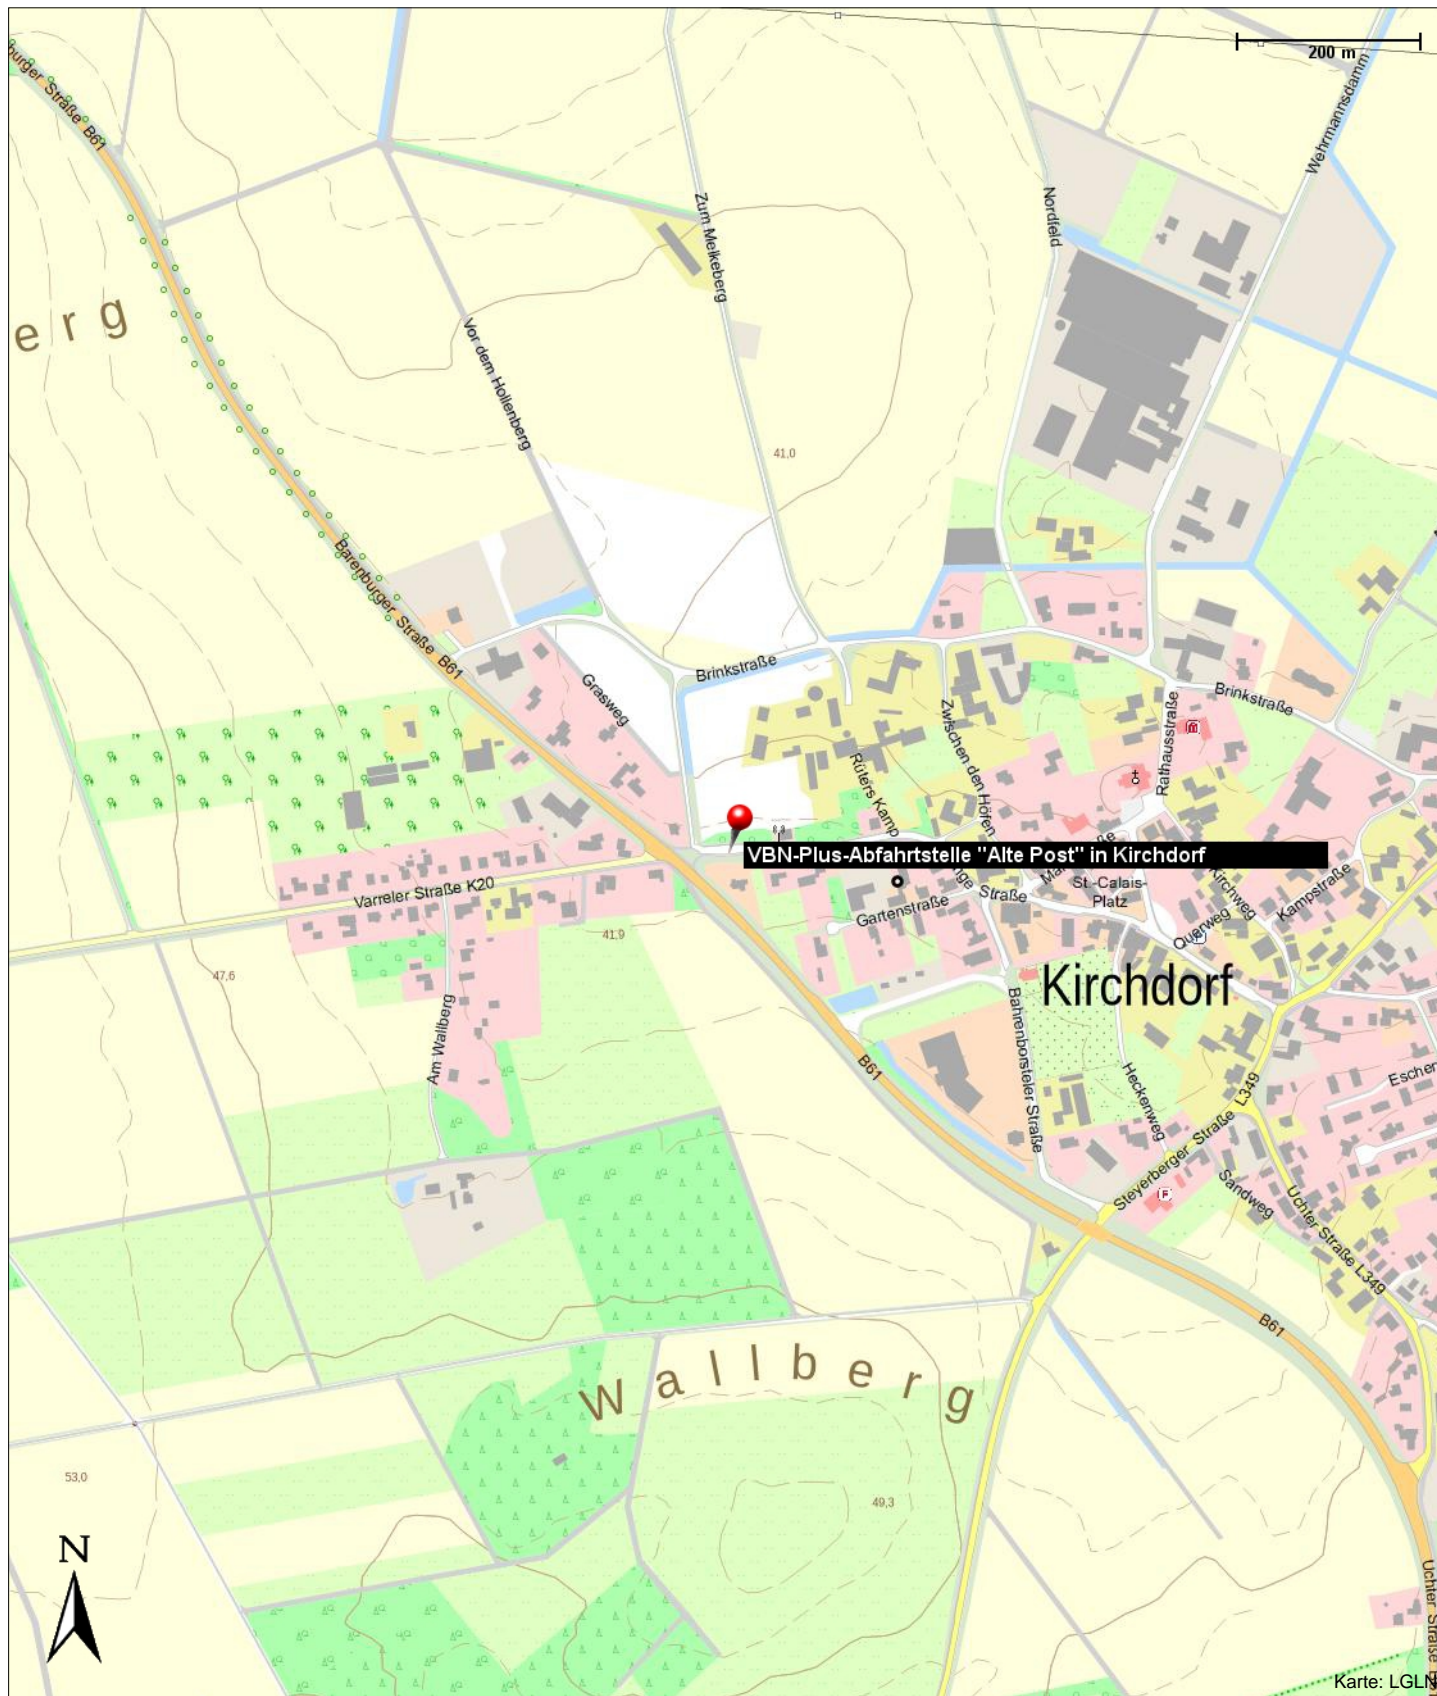 200 m
burger Straße B61
Wehrmannsdamm
Zum Melkeberg
Nordfeld
erg
Vor dem Hollenberg
41,0
Barenburger Straße B61
Brinkstraße
Grasweg
Brinkstraße
Rathausstraße
Zwischen den Höfen
Rüters Kamp
VBN-Plus-Abfahrtstelle "Alte Post" in Kirchdorf
Varreler Straße K20
nge Straße
St.-Calais-
Platz
Kirchweg
Kampstraße
Gartenstraße
Querweg
41,9
47,6
Kirchdorf
Am Wallberg
Bahrenborsteler Straße
B61
Heckenweg
Eschen
Steyerberger Straße L349
F
Sandweg
Uchter Straße L349
B61
Wallberg
53,0
49,3
N
Uchter Straße
Karte: LGLN